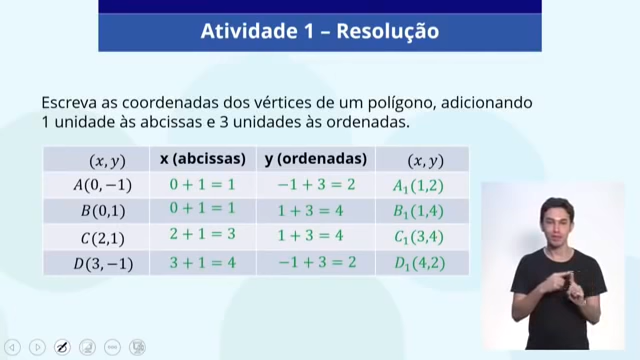 Atividade 1 – Resolução
Escreva as coordenadas dos vértices de um polígono, adicionando
1 unidade às abcissas e 3 unidades às ordenadas.
(x, y) x (abcissas) y (ordenadas) (x, y)
A(0, −1) 0 + 1 = 1 −1 + 3 = 2 A₁(1,2)
B(0,1) 0 + 1 = 1 1 + 3 = 4 B₁(1,4)
C(2,1) 2 + 1 = 3 1 + 3 = 4 C₁(3,4)
D(3, −1) 3 + 1 = 4 −1 + 3 = 2 D₁(4,2)